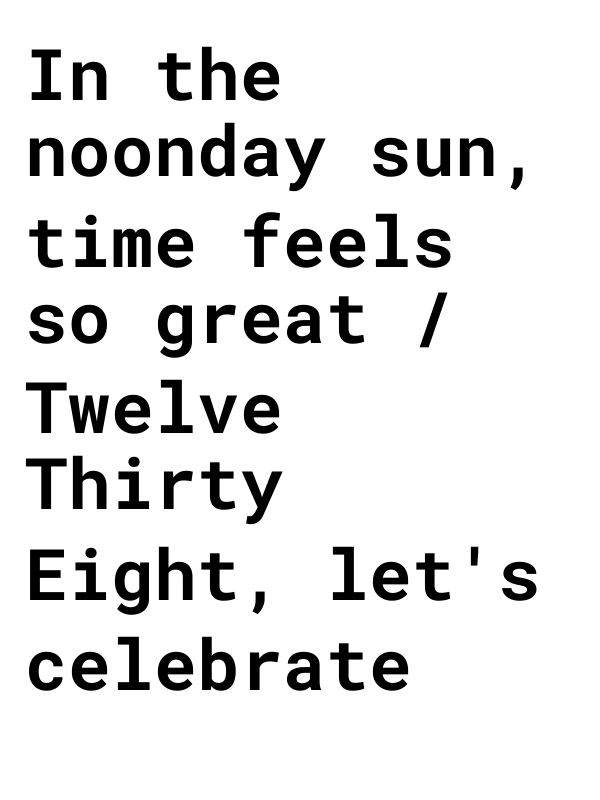 In the
noonday sun,
time feels
so great /
Twelve
Thirty
Eight, let's
celebrate